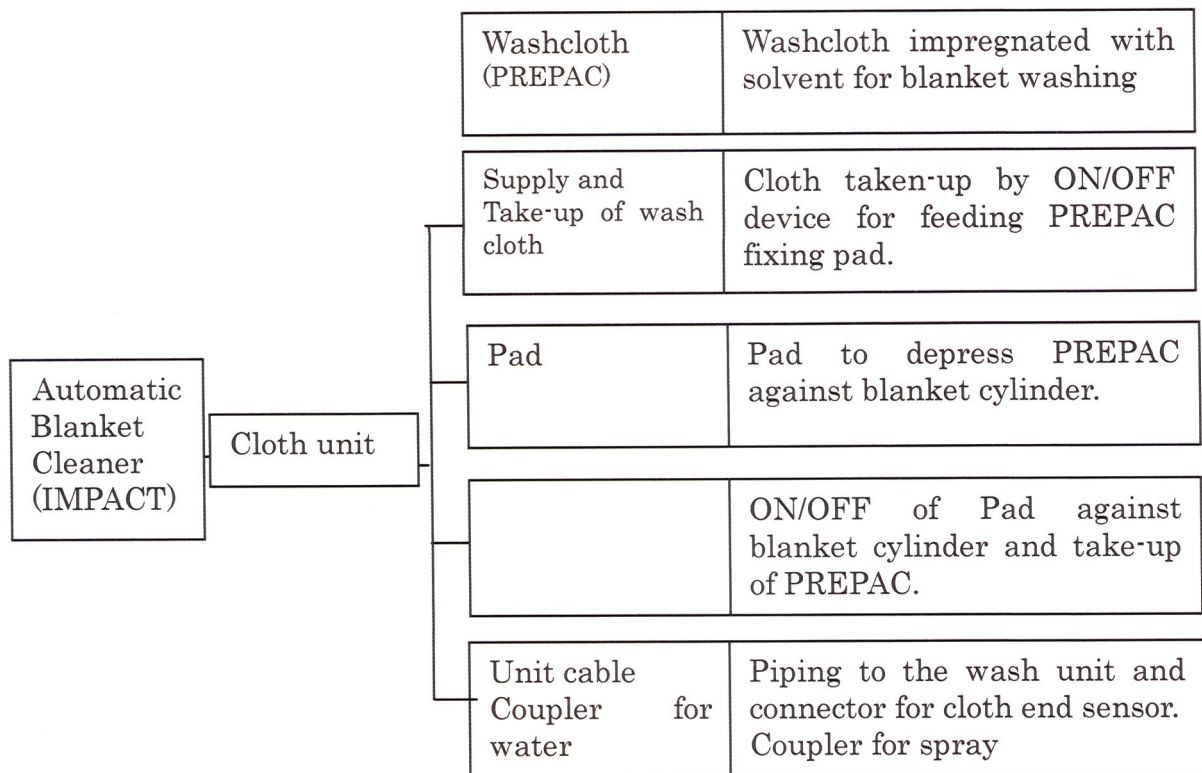 Washcloth
(PREPAC)
Washcloth impregnated with
solvent for blanket washing
Supply and
Take-up of wash
cloth
Cloth taken-up by ON/OFF
device for feeding PREPAC
fixing pad.
Pad
Pad to depress PREPAC
against blanket cylinder.
Automatic
Blanket
Cleaner
(IMPACT)
Cloth unit
ON/OFF of Pad against
blanket cylinder and take-up
of PREPAC.
Unit cable
Coupler for
water
Piping to the wash unit and
connector for cloth end sensor.
Coupler for spray